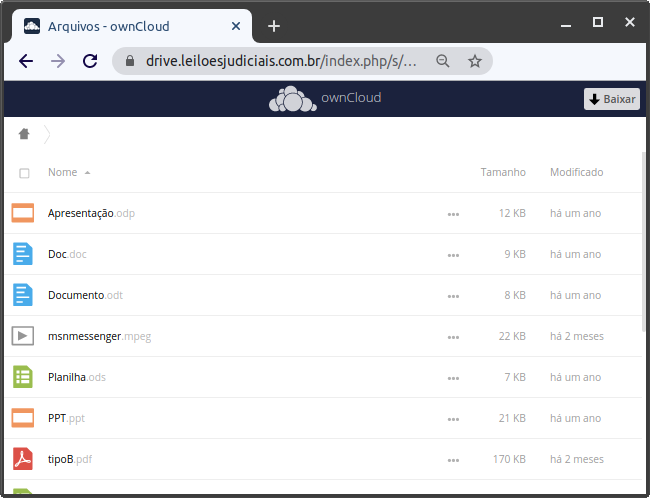 Arquivos - ownCloud
drive.leiloesjudiciais.com.br/index.php/s/...
ownCloud
Baixar
Nome Tamanho Modificado
Apresentação.odp 12 KB há um ano
Doc.doc 9 KB há um ano
Documento.odt 8 KB há um ano
msnmessenger.mpeg 22 KB há 2 meses
Planilha.ods 7 KB há um ano
PPT.ppt 21 KB há um ano
tipoB.pdf 170 KB há 2 meses